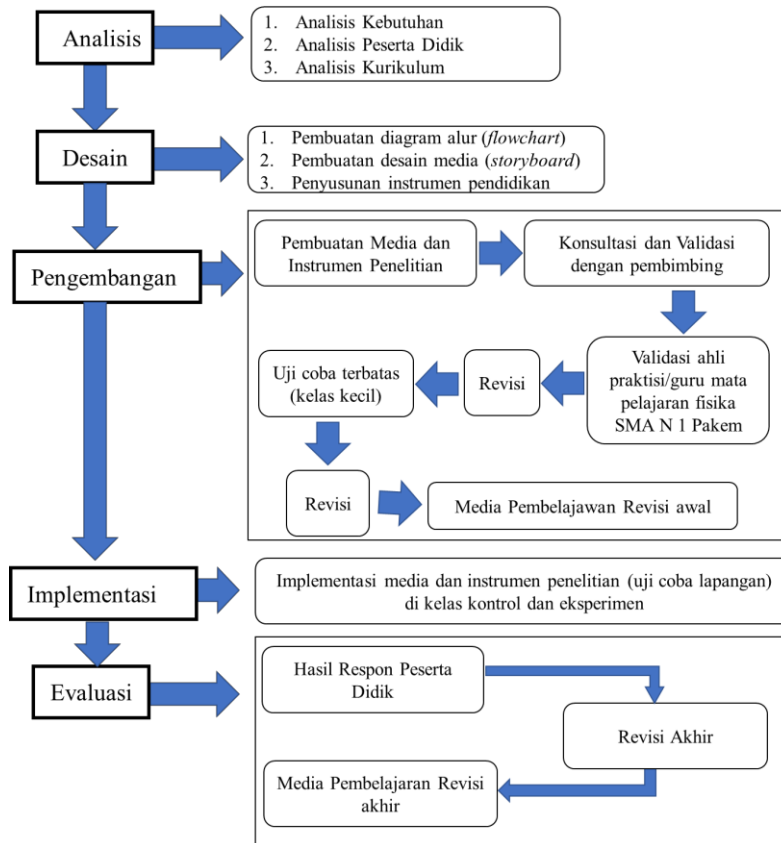 Analisis
1. Analisis Kebutuhan
2. Analisis Peserta Didik
3. Analisis Kurikulum
Desain
1. Pembuatan diagram alur (flowchart)
2. Pembuatan desain media (storyboard)
3. Penyusunan instrumen pendidikan
Pengembangan
Pembuatan Media dan
Instrumen Penelitian
Konsultasi dan Validasi
dengan pembimbing
Validasi ahli
praktisi/guru mata
pelajaran fisika
SMA N 1 Pakem
Revisi
Uji coba terbatas
(kelas kecil)
Revisi
Media Pembelajawan Revisi awal
Implementasi
Implementasi media dan instrumen penelitian (uji coba lapangan)
di kelas kontrol dan eksperimen
Evaluasi
Hasil Respon Peserta
Didik
Revisi Akhir
Media Pembelajaran Revisi
akhir